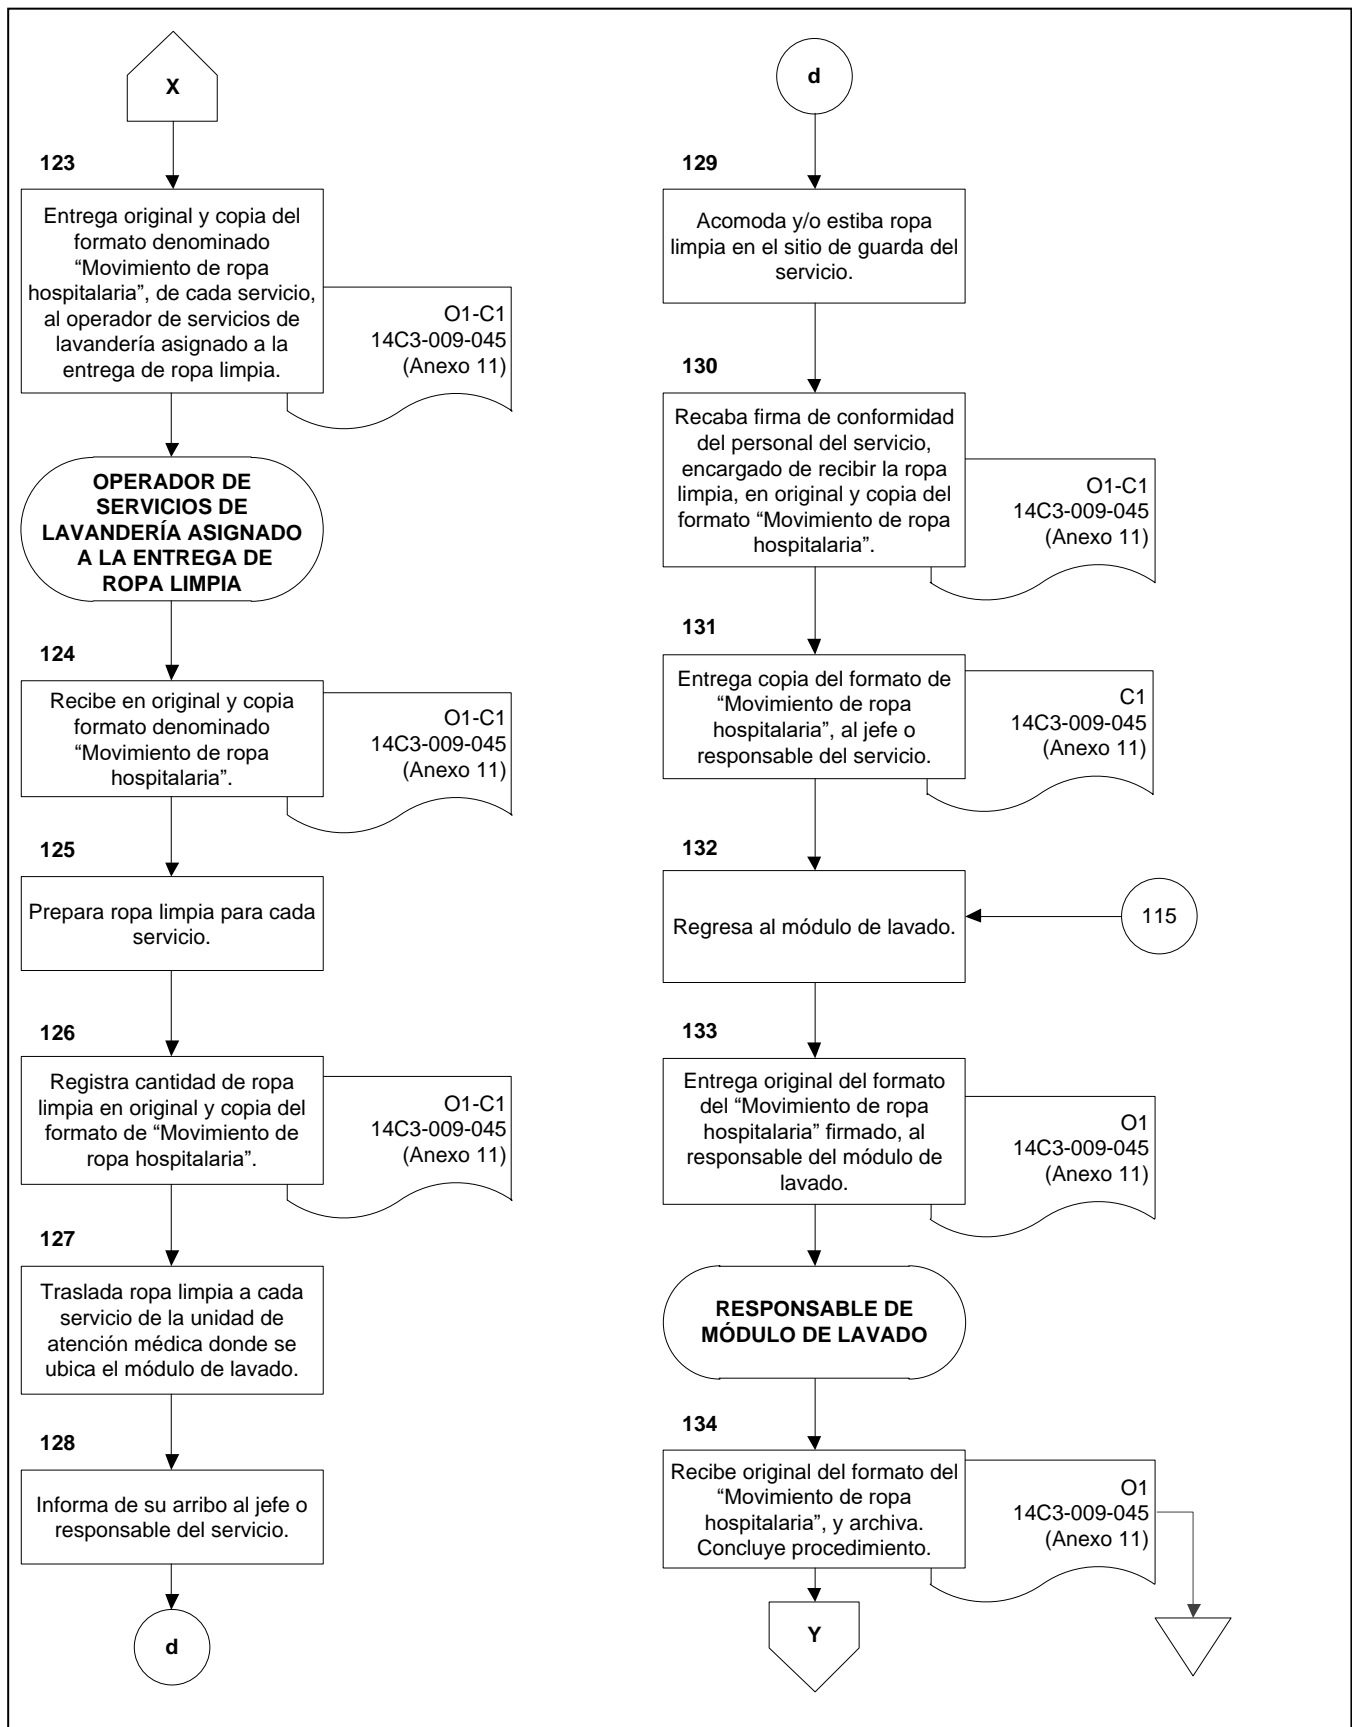 X
123
Entrega original y copia del
formato denominado
“Movimiento de ropa
hospitalaria”, de cada servicio,
al operador de servicios de
lavandería asignado a la
entrega de ropa limpia.
O1-C1
14C3-009-045
(Anexo 11)
OPERADOR DE
SERVICIOS DE
LAVANDERÍA ASIGNADO
A LA ENTREGA DE
ROPA LIMPIA
124
Recibe en original y copia
formato denominado
“Movimiento de ropa
hospitalaria”.
O1-C1
14C3-009-045
(Anexo 11)
125
Prepara ropa limpia para cada
servicio.
126
Registra cantidad de ropa
limpia en original y copia del
formato de “Movimiento de
ropa hospitalaria”.
O1-C1
14C3-009-045
(Anexo 11)
127
Traslada ropa limpia a cada
servicio de la unidad de
atención médica donde se
ubica el módulo de lavado.
128
Informa de su arribo al jefe o
responsable del servicio.
d
d
129
Acomoda y/o estiba ropa
limpia en el sitio de guarda del
servicio.
130
Recaba firma de conformidad
del personal del servicio,
encargado de recibir la ropa
limpia, en original y copia del
formato “Movimiento de ropa
hospitalaria”.
O1-C1
14C3-009-045
(Anexo 11)
131
Entrega copia del formato de
“Movimiento de ropa
hospitalaria”, al jefe o
responsable del servicio.
C1
14C3-009-045
(Anexo 11)
132
Regresa al módulo de lavado.
115
133
Entrega original del formato
del “Movimiento de ropa
hospitalaria” firmado, al
responsable del módulo de
lavado.
O1
14C3-009-045
(Anexo 11)
RESPONSABLE DE
MÓDULO DE LAVADO
134
Recibe original del formato del
“Movimiento de ropa
hospitalaria”, y archiva.
Concluye procedimiento.
O1
14C3-009-045
(Anexo 11)
Y